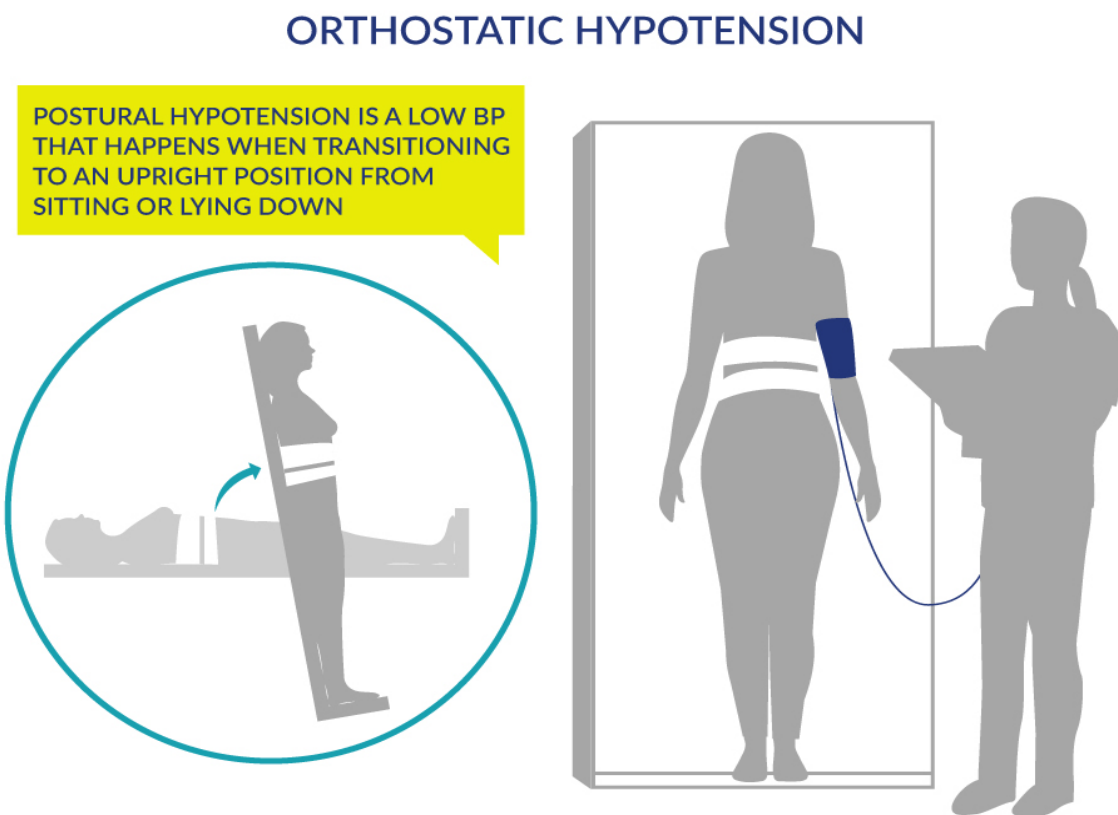 ORTHOSTATIC HYPOTENSION
POSTURAL HYPOTENSION IS A LOW BP
THAT HAPPENS WHEN TRANSITIONING
TO AN UPRIGHT POSITION FROM
SITTING OR LYING DOWN